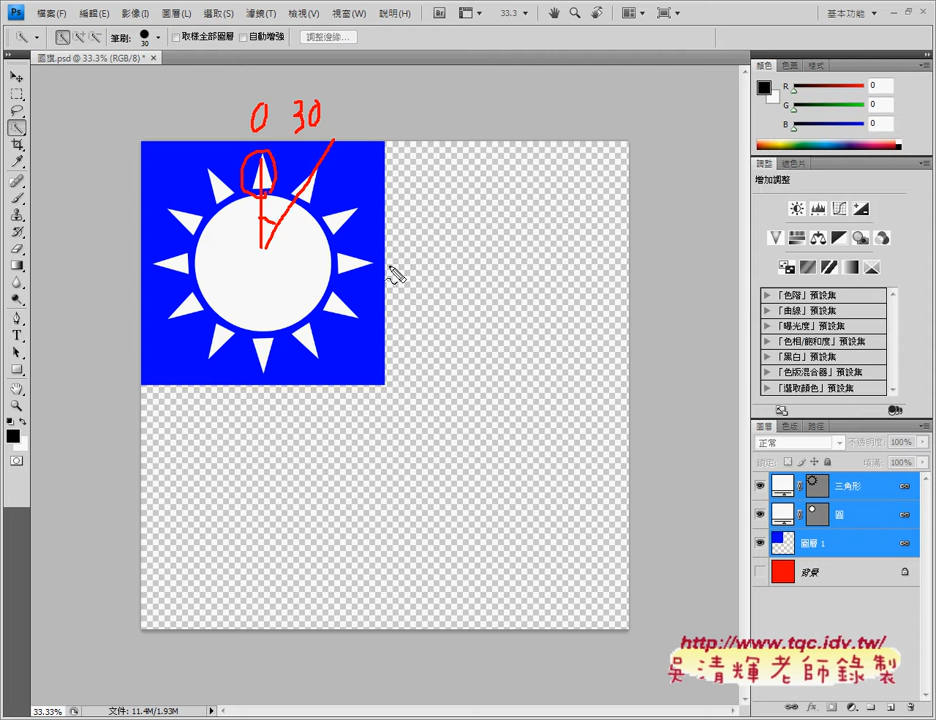 Ps 檔案(F) 編輯(E) 影像(I) 圖層(L) 選取(S) 濾鏡(T) 檢視(V) 視窗(W) 說明(H) Br 33.3 基本功能
筆刷: 30 取樣全部圖層 自動增強 調整邊緣...
國旗.psd @ 33.3% (RGB/8) *
顏色 色票 樣式
R 0
G 0
B 0
0 30
調整 遮色片
增加調整
「色階」預設集
「曲線」預設集
「曝光度」預設集
「色相/飽和度」預設集
「黑白」預設集
「色版混合器」預設集
「選取顏色」預設集
圖層 色版 路徑
正常 不透明度: 100%
鎖定: 填滿: 100%
三角形
圓
圖層 1
背景
http://www.tqc.idv.tw/
吳清輝老師錄製
33.33% 文件: 11.4M/1.93M